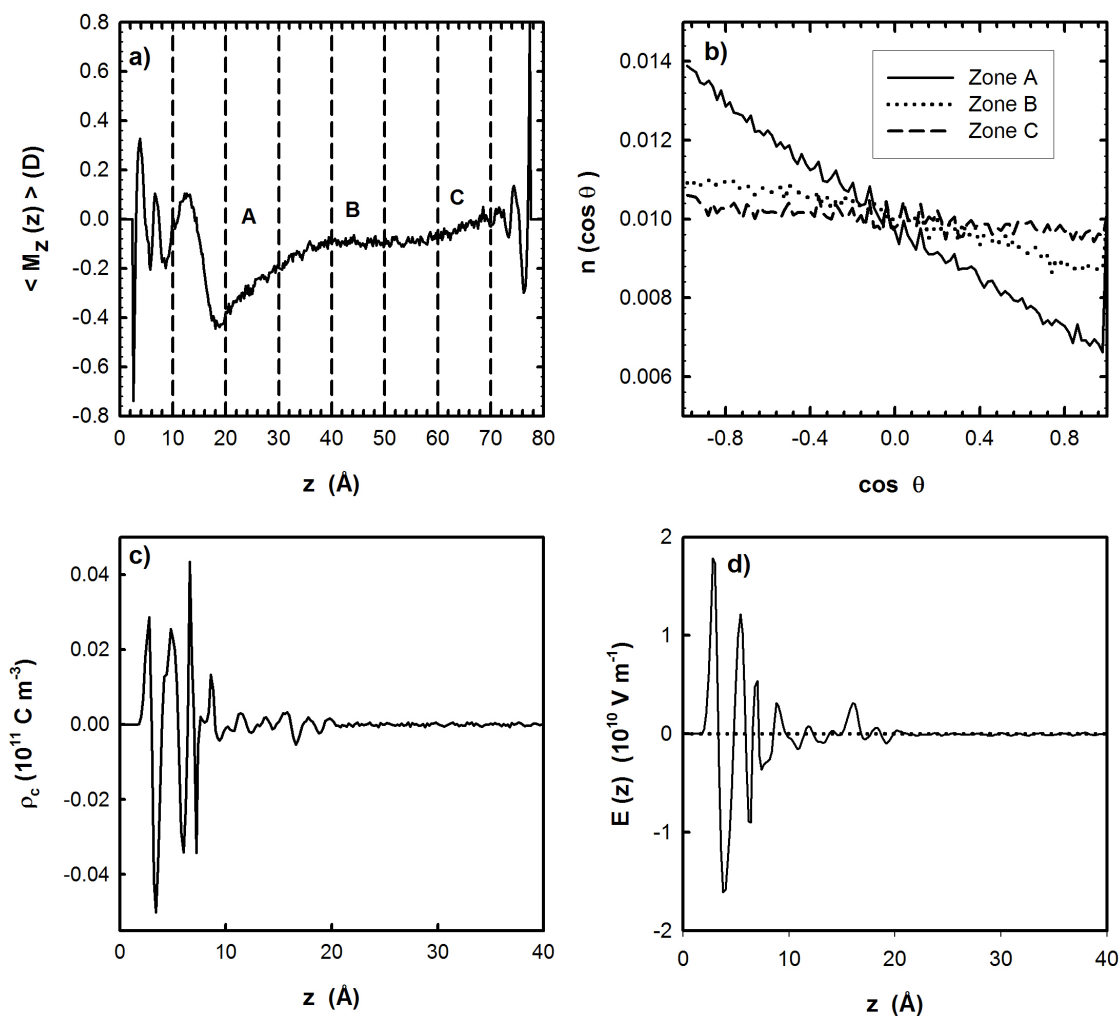 a)
0.8
0.6
0.4
0.2
0.0
-0.2
-0.4
-0.6
-0.8
< M_z (z) > (D)
A
B
C
0 10 20 30 40 50 60 70 80
z (Å)
b)
0.014
0.012
0.010
0.008
0.006
n (cos θ)
Zone A
Zone B
Zone C
-0.8 -0.4 0.0 0.4 0.8
cos θ
c)
0.04
0.02
0.00
-0.02
-0.04
ρ_c (10^11 C m^-3)
0 10 20 30 40
z (Å)
d)
2
1
0
-1
-2
E (z) (10^10 V m^-1)
0 10 20 30 40
z (Å)